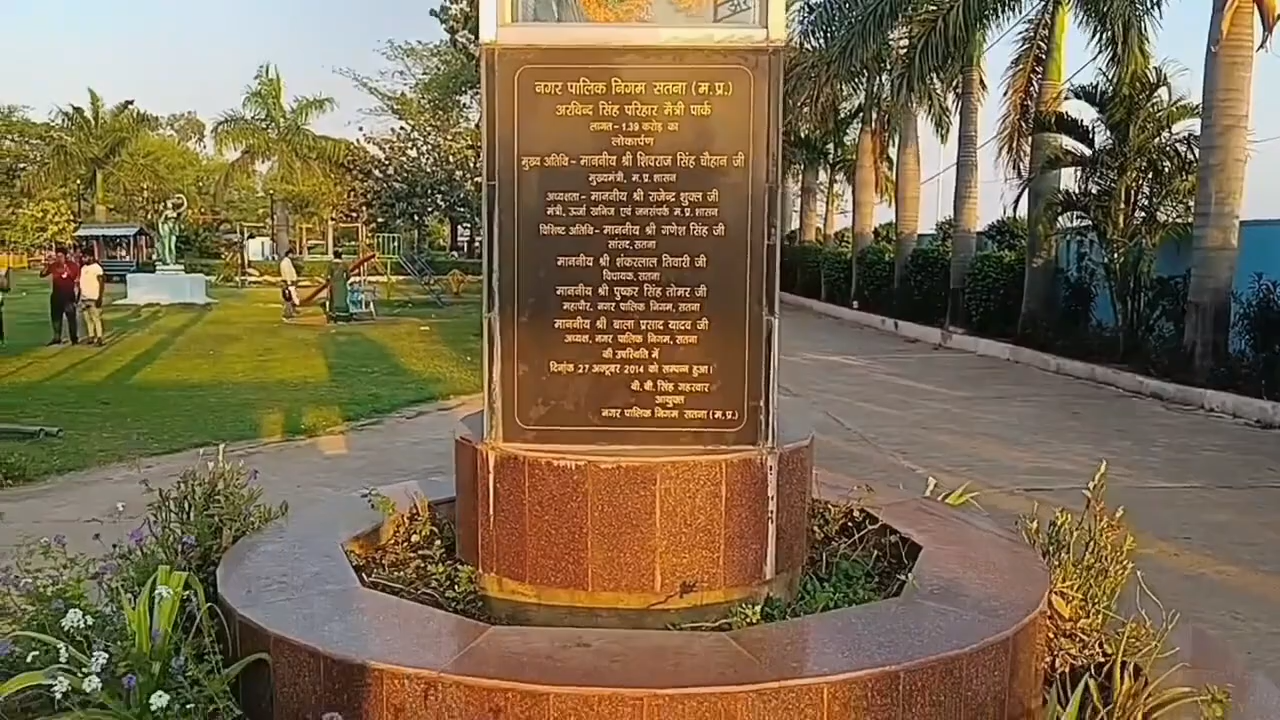 और
नगर पालिक निगम सतना (म.प्र.)
अरविन्द सिंह परिहार मैत्री पार्क
लागत- 1.39 करोड़ का
लोकार्पण
मुख्य अतिथि- माननीय श्री शिवराज सिंह चौहान जी
मुख्यमंत्री, म.प्र.शासन
अध्यक्षता- माननीय श्री राजेन्द्र शुक्ल जी
मंत्री, ऊर्जा खनिज एवं जनसंपर्क म.प्र. शासन
विशिष्ट अतिथि- माननीय श्री गणेश सिंह जी
सांसद, सतना
माननीय श्री शंकरलाल तिवारी जी
विधायक, सतना
माननीय श्री पुष्कर सिंह तोमर जी
महापौर, नगर पालिक निगम, सतना
माननीय श्री बाला प्रसाद यादव जी
अध्यक्ष, नगर पालिक निगम, सतना
की उपस्थिति में
दिनांक 27 अक्टूबर 2014 को सम्पन्न हुआ।
बी.बी. सिंह गहरवार
आयुक्त
नगर पालिक निगम सतना (म.प्र.)